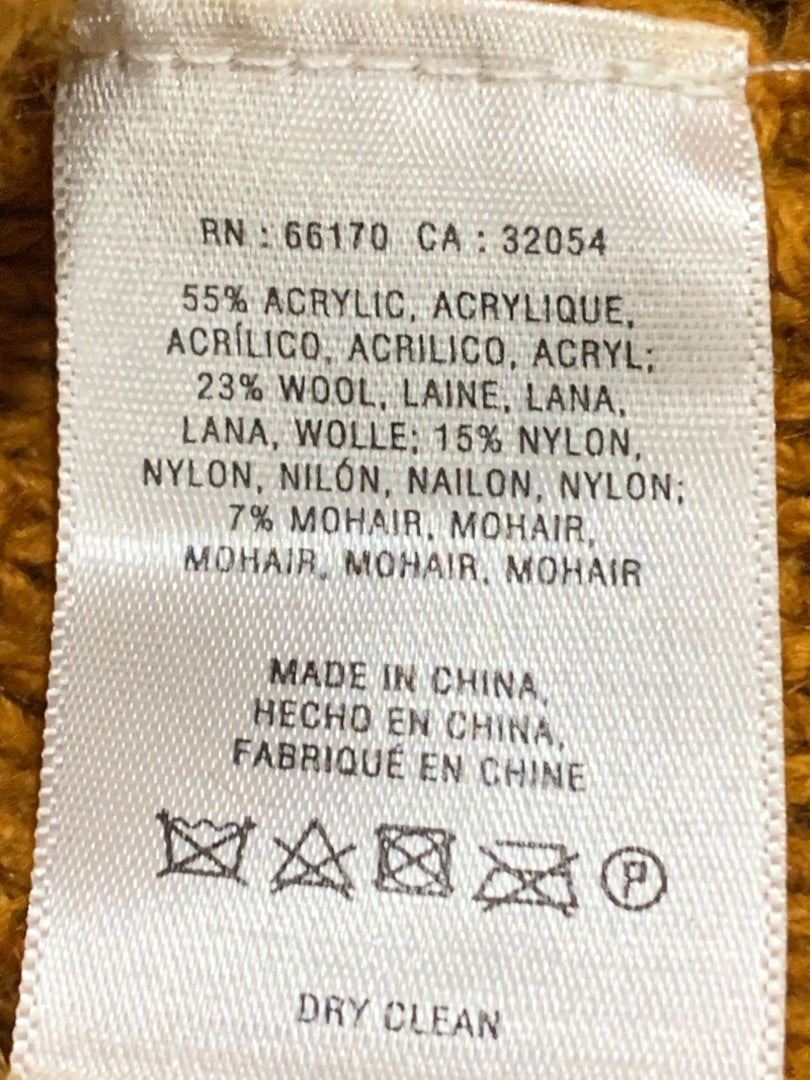 RN : 66170 CA : 32054
55% ACRYLIC, ACRYLIQUE,
ACRÍLICO, ACRILICO, ACRYL;
23% WOOL, LAINE, LANA,
LANA, WOLLE; 15% NYLON,
NYLON, NILÓN, NAILON, NYLON;
7% MOHAIR, MOHAIR,
MOHAIR, MOHAIR, MOHAIR
MADE IN CHINA,
HECHO EN CHINA,
FABRIQUÉ EN CHINE
P
DRY CLEAN